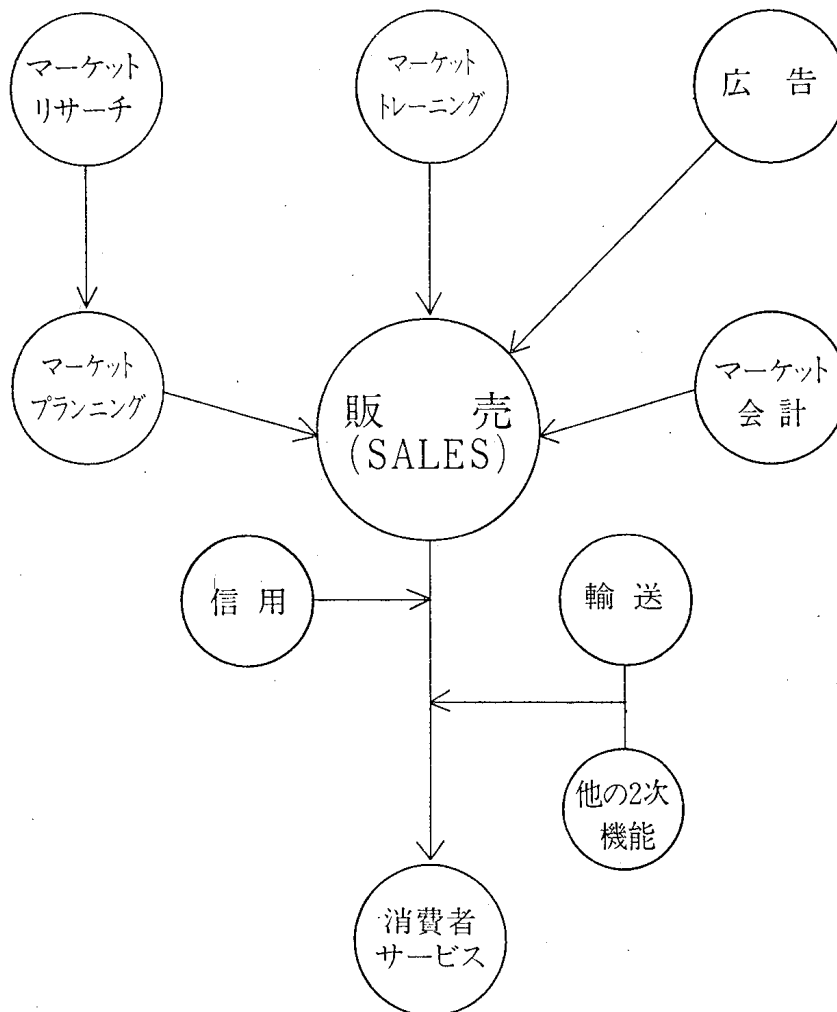 マーケット
リサーチ
マーケット
トレーニング
広告
マーケット
プランニング
販売
(SALES)
マーケット
会計
信用
輸送
他の2次
機能
消費者
サービス